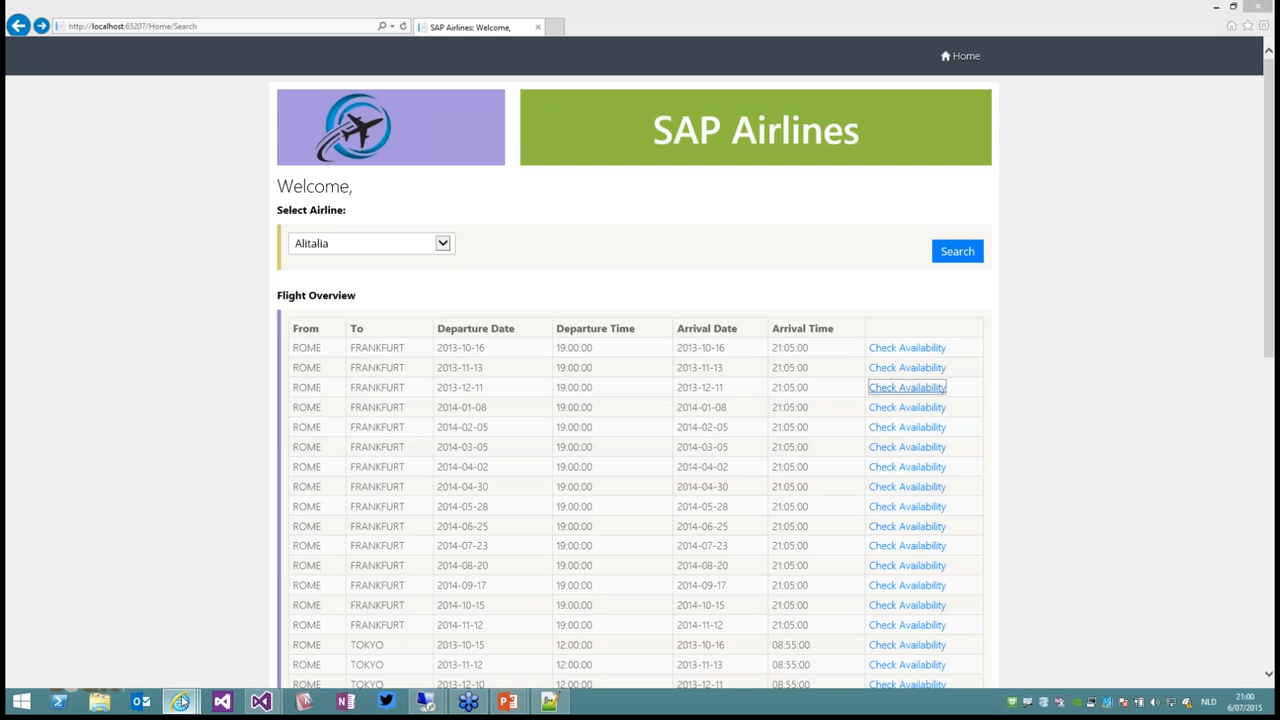 http://localhost:65207/Home/Search
SAP Airlines: Welcome,
Home
SAP Airlines
Welcome,
Select Airline:
Alitalia
Search
Flight Overview
From To Departure Date Departure Time Arrival Date Arrival Time
ROME FRANKFURT 2013-10-16 19:00:00 2013-10-16 21:05:00 Check Availability
ROME FRANKFURT 2013-11-13 19:00:00 2013-11-13 21:05:00 Check Availability
ROME FRANKFURT 2013-12-11 19:00:00 2013-12-11 21:05:00 Check Availability
ROME FRANKFURT 2014-01-08 19:00:00 2014-01-08 21:05:00 Check Availability
ROME FRANKFURT 2014-02-05 19:00:00 2014-02-05 21:05:00 Check Availability
ROME FRANKFURT 2014-03-05 19:00:00 2014-03-05 21:05:00 Check Availability
ROME FRANKFURT 2014-04-02 19:00:00 2014-04-02 21:05:00 Check Availability
ROME FRANKFURT 2014-04-30 19:00:00 2014-04-30 21:05:00 Check Availability
ROME FRANKFURT 2014-05-28 19:00:00 2014-05-28 21:05:00 Check Availability
ROME FRANKFURT 2014-06-25 19:00:00 2014-06-25 21:05:00 Check Availability
ROME FRANKFURT 2014-07-23 19:00:00 2014-07-23 21:05:00 Check Availability
ROME FRANKFURT 2014-08-20 19:00:00 2014-08-20 21:05:00 Check Availability
ROME FRANKFURT 2014-09-17 19:00:00 2014-09-17 21:05:00 Check Availability
ROME FRANKFURT 2014-10-15 19:00:00 2014-10-15 21:05:00 Check Availability
ROME FRANKFURT 2014-11-12 19:00:00 2014-11-12 21:05:00 Check Availability
ROME TOKYO 2013-10-15 12:00:00 2013-10-16 08:55:00 Check Availability
ROME TOKYO 2013-11-12 12:00:00 2013-11-13 08:55:00 Check Availability
ROME TOKYO 2013-12-10 12:00:00 2013-12-11 08:55:00 Check Availability
NLD
21:00
6/07/2015